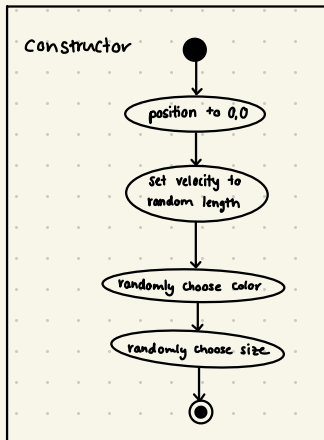 Constructor
position to 0,0
set velocity to
random length
randomly choose color
randomly choose size